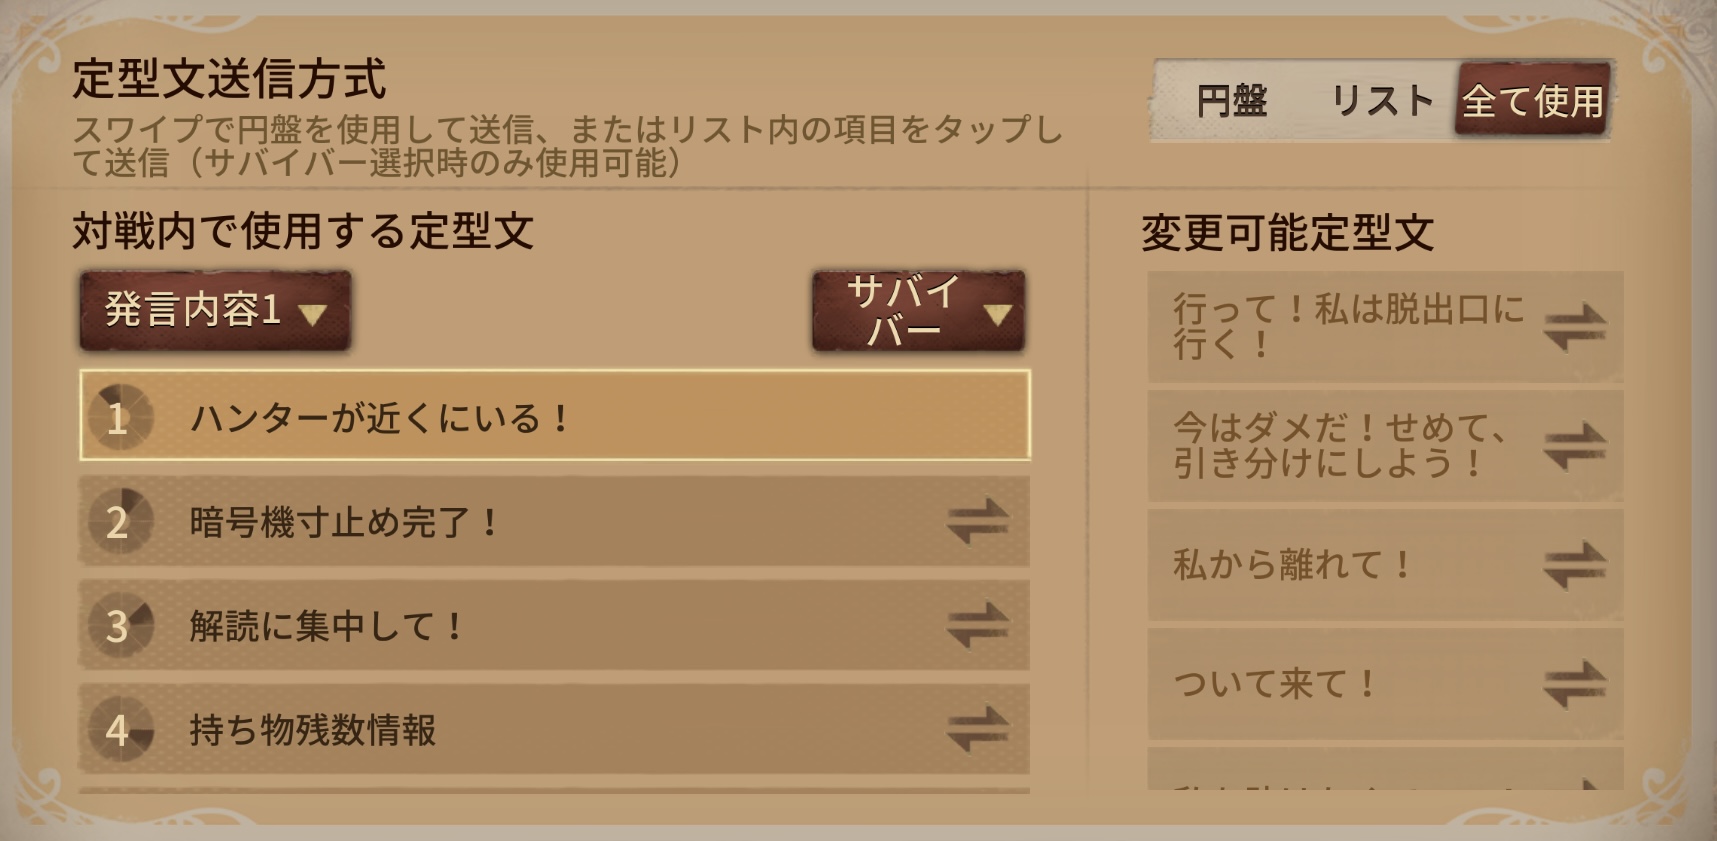 定型文送信方式
スワイプで円盤を使用して送信、またはリスト内の項目をタップし
て送信（サバイバー選択時のみ使用可能）
円盤
リスト
全て使用
対戦内で使用する定型文
発言内容1
サバイ
バー
1 ハンターが近くにいる！
2 暗号機寸止め完了！
3 解読に集中して！
4 持ち物残数情報
変更可能定型文
行って！私は脱出口に
行く！
今はダメだ！せめて、
引き分けにしよう！
私から離れて！
ついて来て！